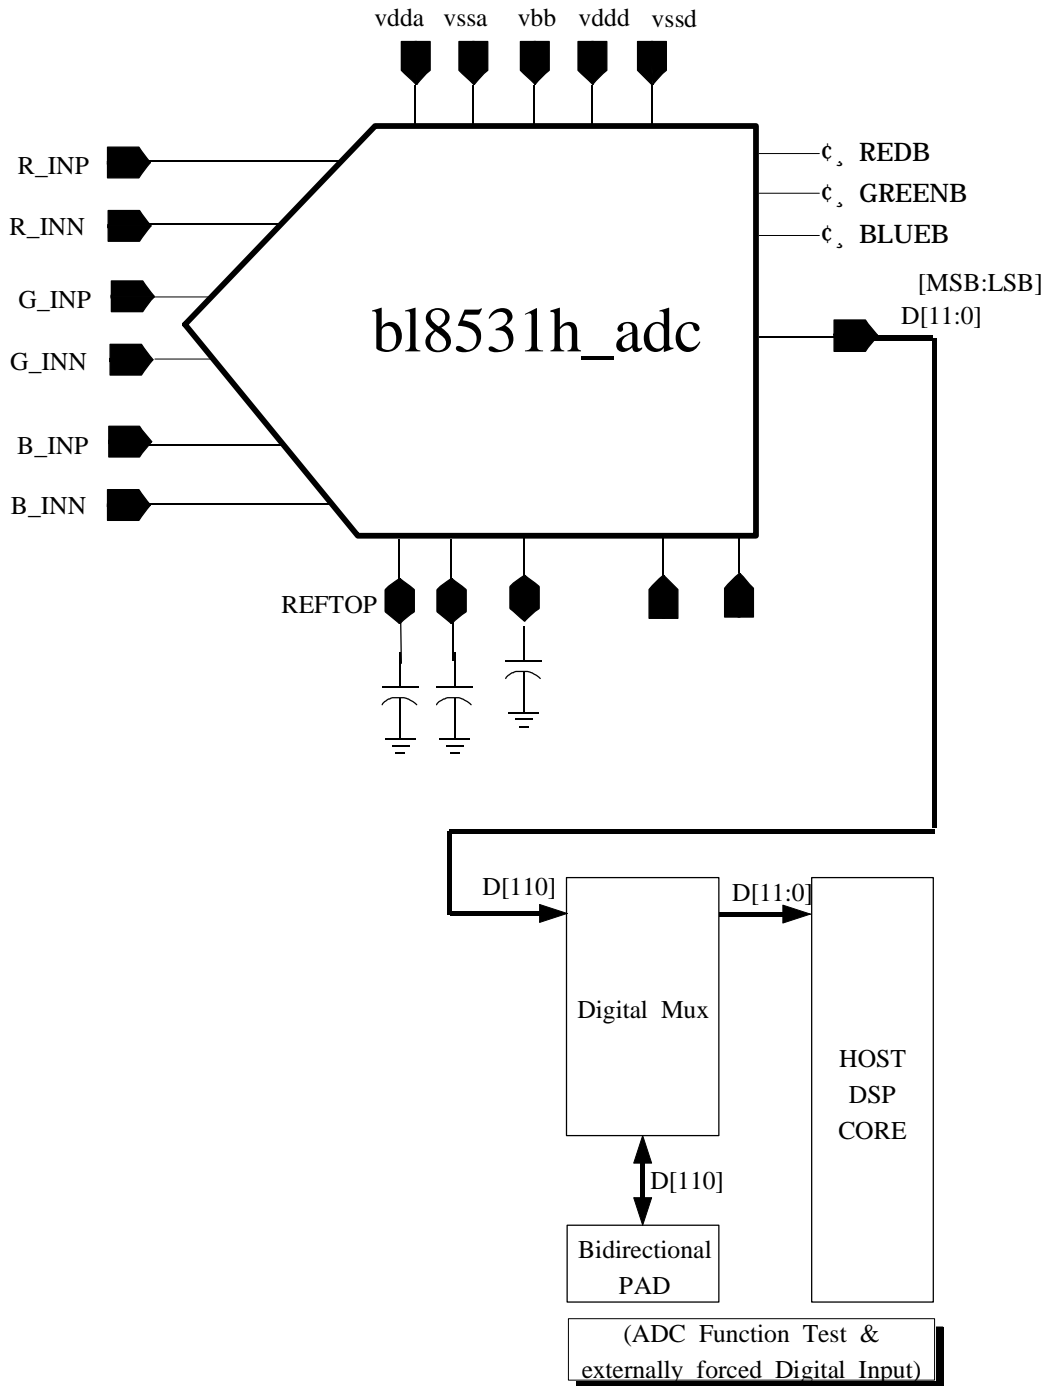 vdda vssa vbb vddd vssd
R_INP
R_INN
G_INP
G_INN
B_INP
B_INN
bl8531h_adc
¢¸ REDB
¢¸ GREENB
¢¸ BLUEB
[MSB:LSB]
D[11:0]
REFTOP
D[110]
D[11:0]
Digital Mux
HOST
DSP
CORE
D[110]
Bidirectional
PAD
(ADC Function Test &
externally forced Digital Input)